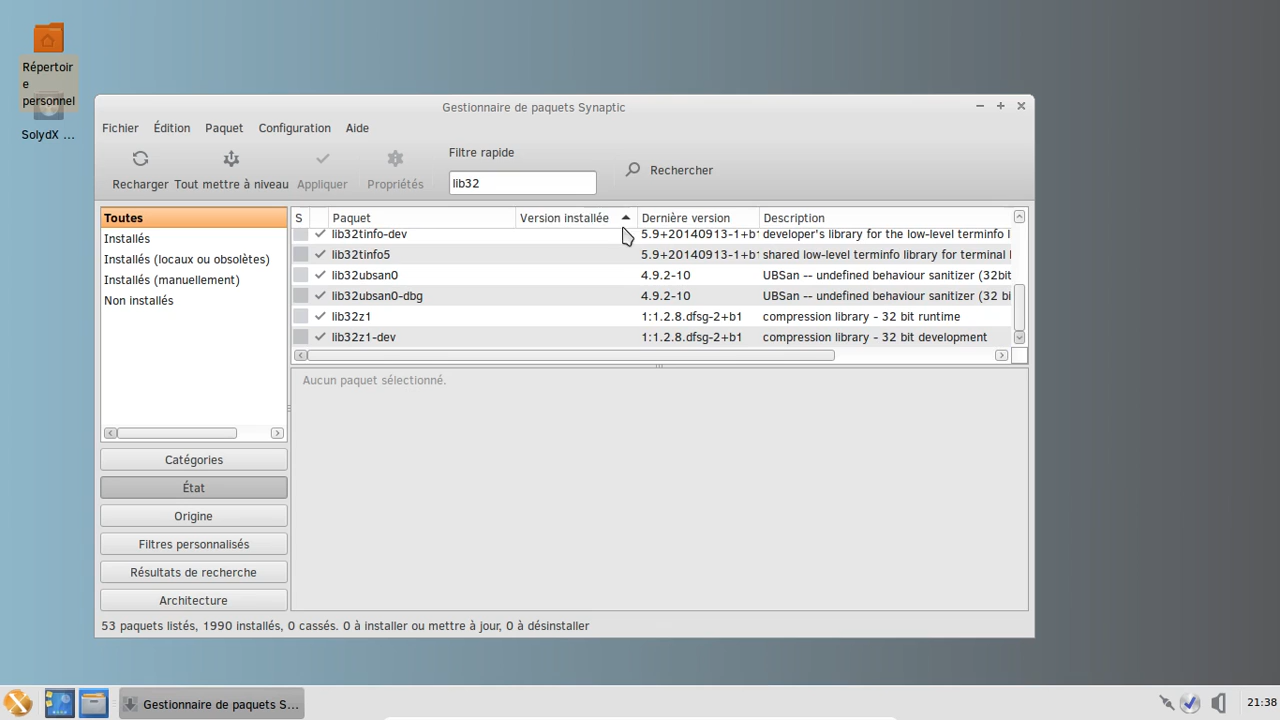 Répertoir
e
personnel
SolydX ...
Gestionnaire de paquets Synaptic
Fichier Édition Paquet Configuration Aide
Filtre rapide
Recharger Tout mettre à niveau Appliquer Propriétés
lib32
Rechercher
Toutes
Installés
Installés (locaux ou obsolètes)
Installés (manuellement)
Non installés
S Paquet Version installée Dernière version Description
lib32tinfo-dev 5.9+20140913-1+b developer's library for the low-level terminfo l
lib32tinfo5 5.9+20140913-1+b shared low-level terminfo library for terminal
lib32ubsan0 4.9.2-10 UBSan -- undefined behaviour sanitizer (32bit
lib32ubsan0-dbg 4.9.2-10 UBSan -- undefined behaviour sanitizer (32 bi
lib32z1 1:1.2.8.dfsg-2+b1 compression library - 32 bit runtime
lib32z1-dev 1:1.2.8.dfsg-2+b1 compression library - 32 bit development
Aucun paquet sélectionné.
Catégories
État
Origine
Filtres personnalisés
Résultats de recherche
Architecture
53 paquets listés, 1990 installés, 0 cassés. 0 à installer ou mettre à jour, 0 à désinstaller
Gestionnaire de paquets S...
21:38